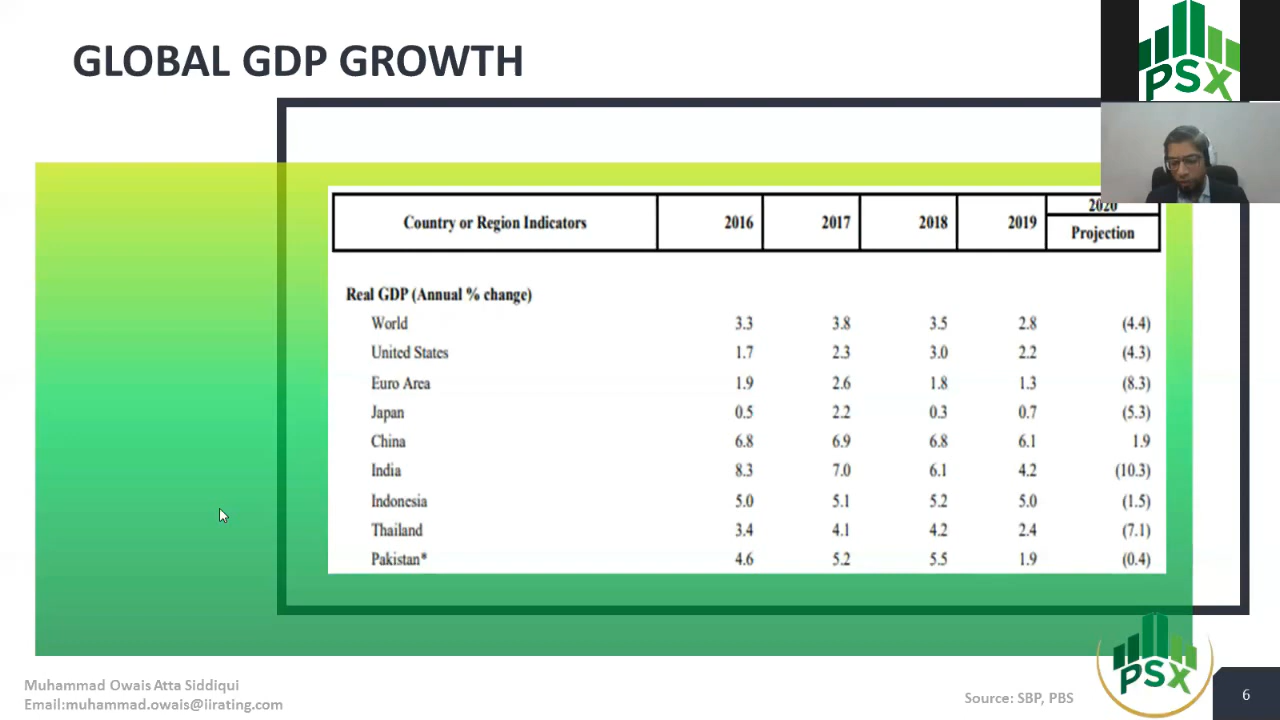 GLOBAL GDP GROWTH
PSX
Country or Region Indicators 2016 2017 2018 2019 2020
Projection
Real GDP (Annual % change)
World 3.3 3.8 3.5 2.8 (4.4)
United States 1.7 2.3 3.0 2.2 (4.3)
Euro Area 1.9 2.6 1.8 1.3 (8.3)
Japan 0.5 2.2 0.3 0.7 (5.3)
China 6.8 6.9 6.8 6.1 1.9
India 8.3 7.0 6.1 4.2 (10.3)
Indonesia 5.0 5.1 5.2 5.0 (1.5)
Thailand 3.4 4.1 4.2 2.4 (7.1)
Pakistan* 4.6 5.2 5.5 1.9 (0.4)
PSX
Muhammad Owais Atta Siddiqui
Email:muhammad.owais@iirating.com
Source: SBP, PBS
6